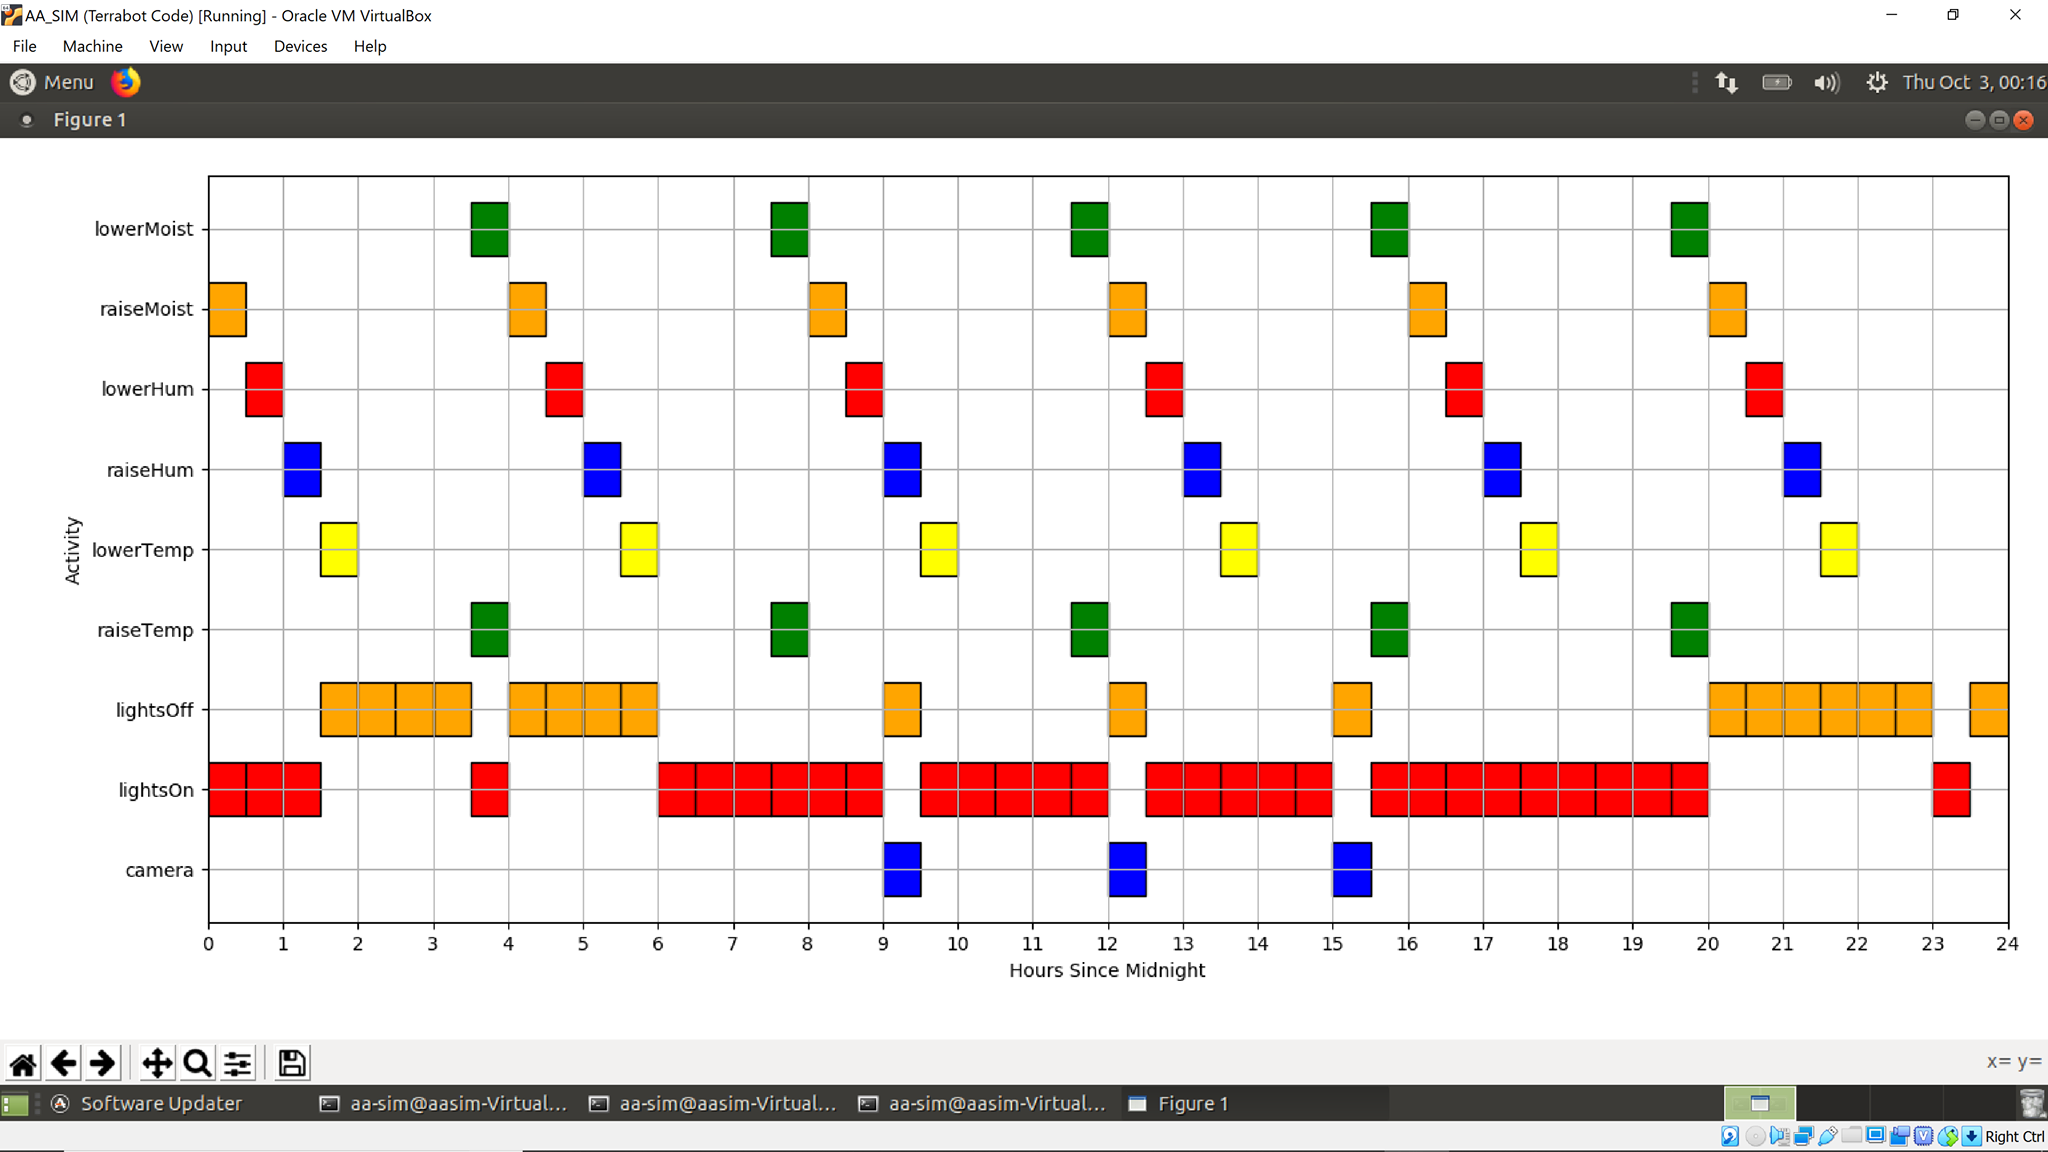 AA_SIM (Terrabot Code) [Running] - Oracle VM VirtualBox
File Machine View Input Devices Help
Menu Thu Oct 3, 00:16
Figure 1
lowerMoist
raiseMoist
lowerHum
raiseHum
lowerTemp
raiseTemp
lightsOff
lightsOn
camera
Activity
0 1 2 3 4 5 6 7 8 9 10 11 12 13 14 15 16 17 18 19 20 21 22 23 24
Hours Since Midnight
x= y=
Software Updater aa-sim@aasim-Virtual... aa-sim@aasim-Virtual... aa-sim@aasim-Virtual... Figure 1
Right Ctrl